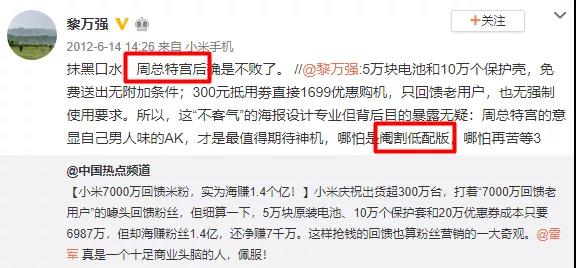 黎万强
+关注
2012-6-14 14:26 来自 小米手机
抹黑口水，周总特宫后确是不败了。 //@黎万强:5万块电池和10万个保护壳，免
费送出无附加条件；300元抵用劵直接1699优惠购机，只回馈老用户，也无强制
使用要求。所以，这“不客气”的海报设计专业但背后目的暴露无疑：周总特宫的意
显自己男人味的AK，才是最值得期待神机，哪怕是阉割低配版，哪怕再苦等3
@中国热点频道
【小米7000万回馈米粉，实为海赚1.4个亿！】小米庆祝出货超300万台，打着“7000万回馈老
用户”的噱头回馈粉丝，但细算一下，5万块原装电池、10万个保护套和20万优惠券成本只要
6987万，但却海赚粉丝1.4亿，还净赚7千万。这样抢钱的回馈也算粉丝营销的一大奇观。@雷
军 真是一个十足商业头脑的人，佩服！